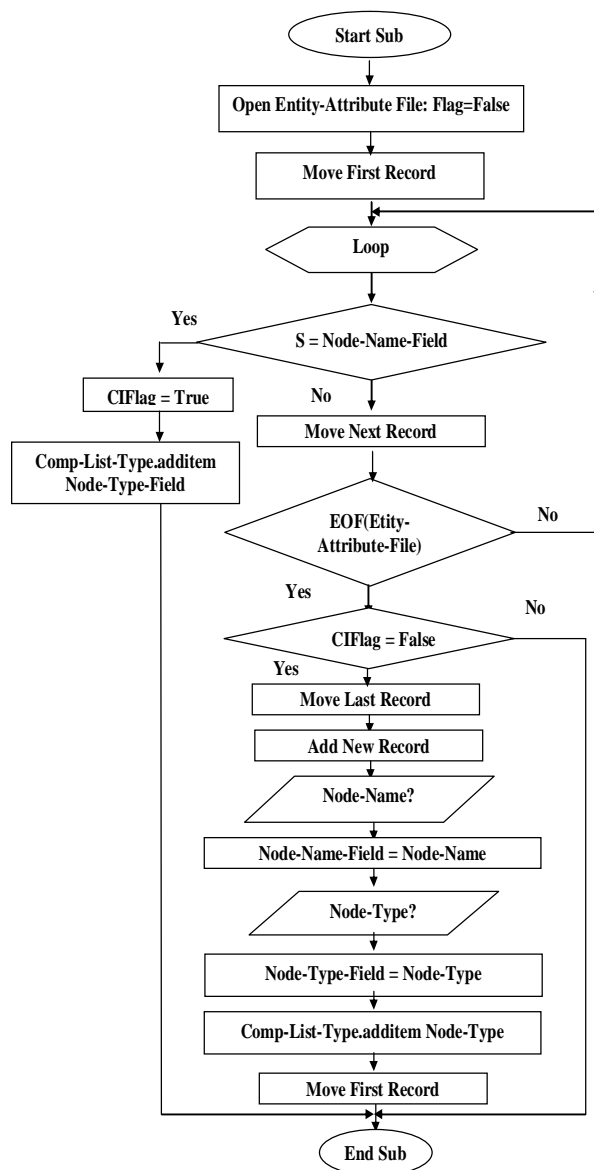 Start Sub
Open Entity-Attribute File: Flag=False
Move First Record
Loop
Yes
S = Node-Name-Field
CIFlag = True
No
Move Next Record
Comp-List-Type.additem
Node-Type-Field
EOF(Etity-
Attribute-File)
No
Yes
No
CIFlag = False
Yes
Move Last Record
Add New Record
Node-Name?
Node-Name-Field = Node-Name
Node-Type?
Node-Type-Field = Node-Type
Comp-List-Type.additem Node-Type
Move First Record
End Sub